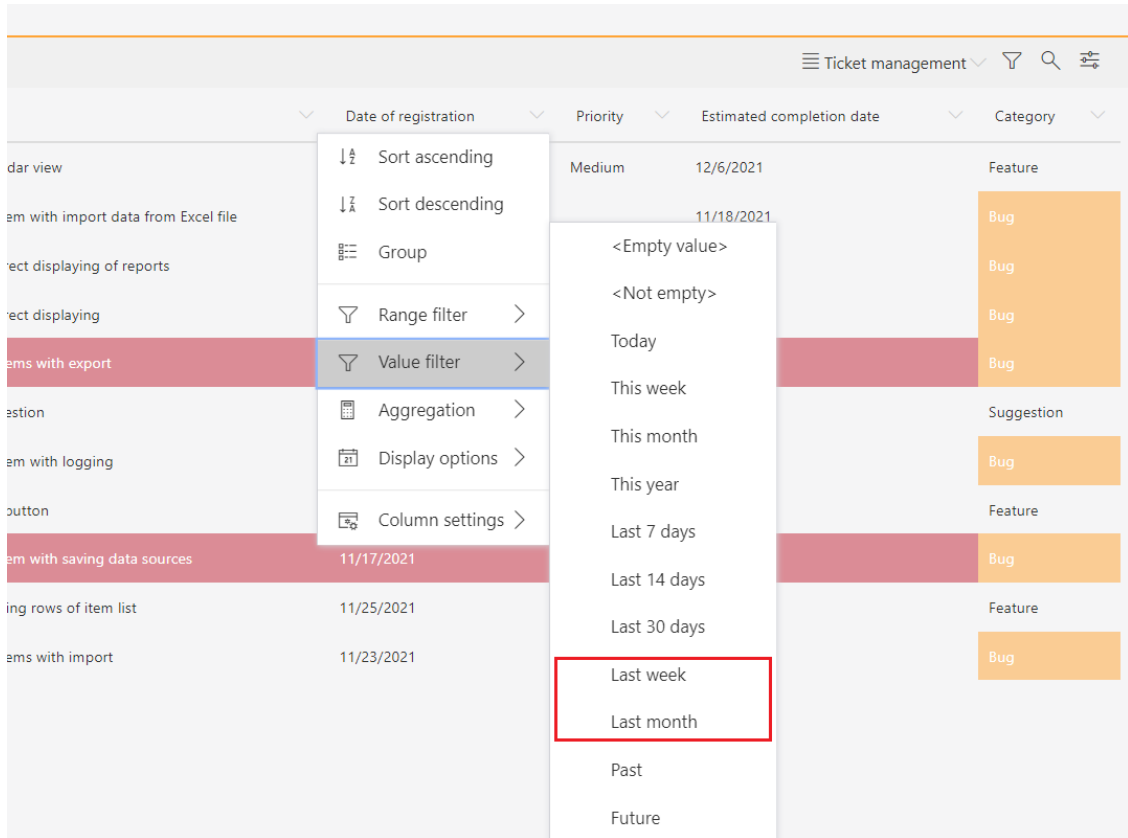 Ticket management
Date of registration Priority Estimated completion date Category
dar view Medium 12/6/2021 Feature
em with import data from Excel file 11/18/2021 Bug
rect displaying of reports Bug
rect displaying Bug
ems with export Bug
estion Suggestion
em with logging Bug
button Feature
em with saving data sources 11/17/2021 Bug
ing rows of item list 11/25/2021 Feature
ems with import 11/23/2021 Bug
Sort ascending
Sort descending
Group
Range filter
Value filter
Aggregation
Display options
Column settings
<Empty value>
<Not empty>
Today
This week
This month
This year
Last 7 days
Last 14 days
Last 30 days
Last week
Last month
Past
Future